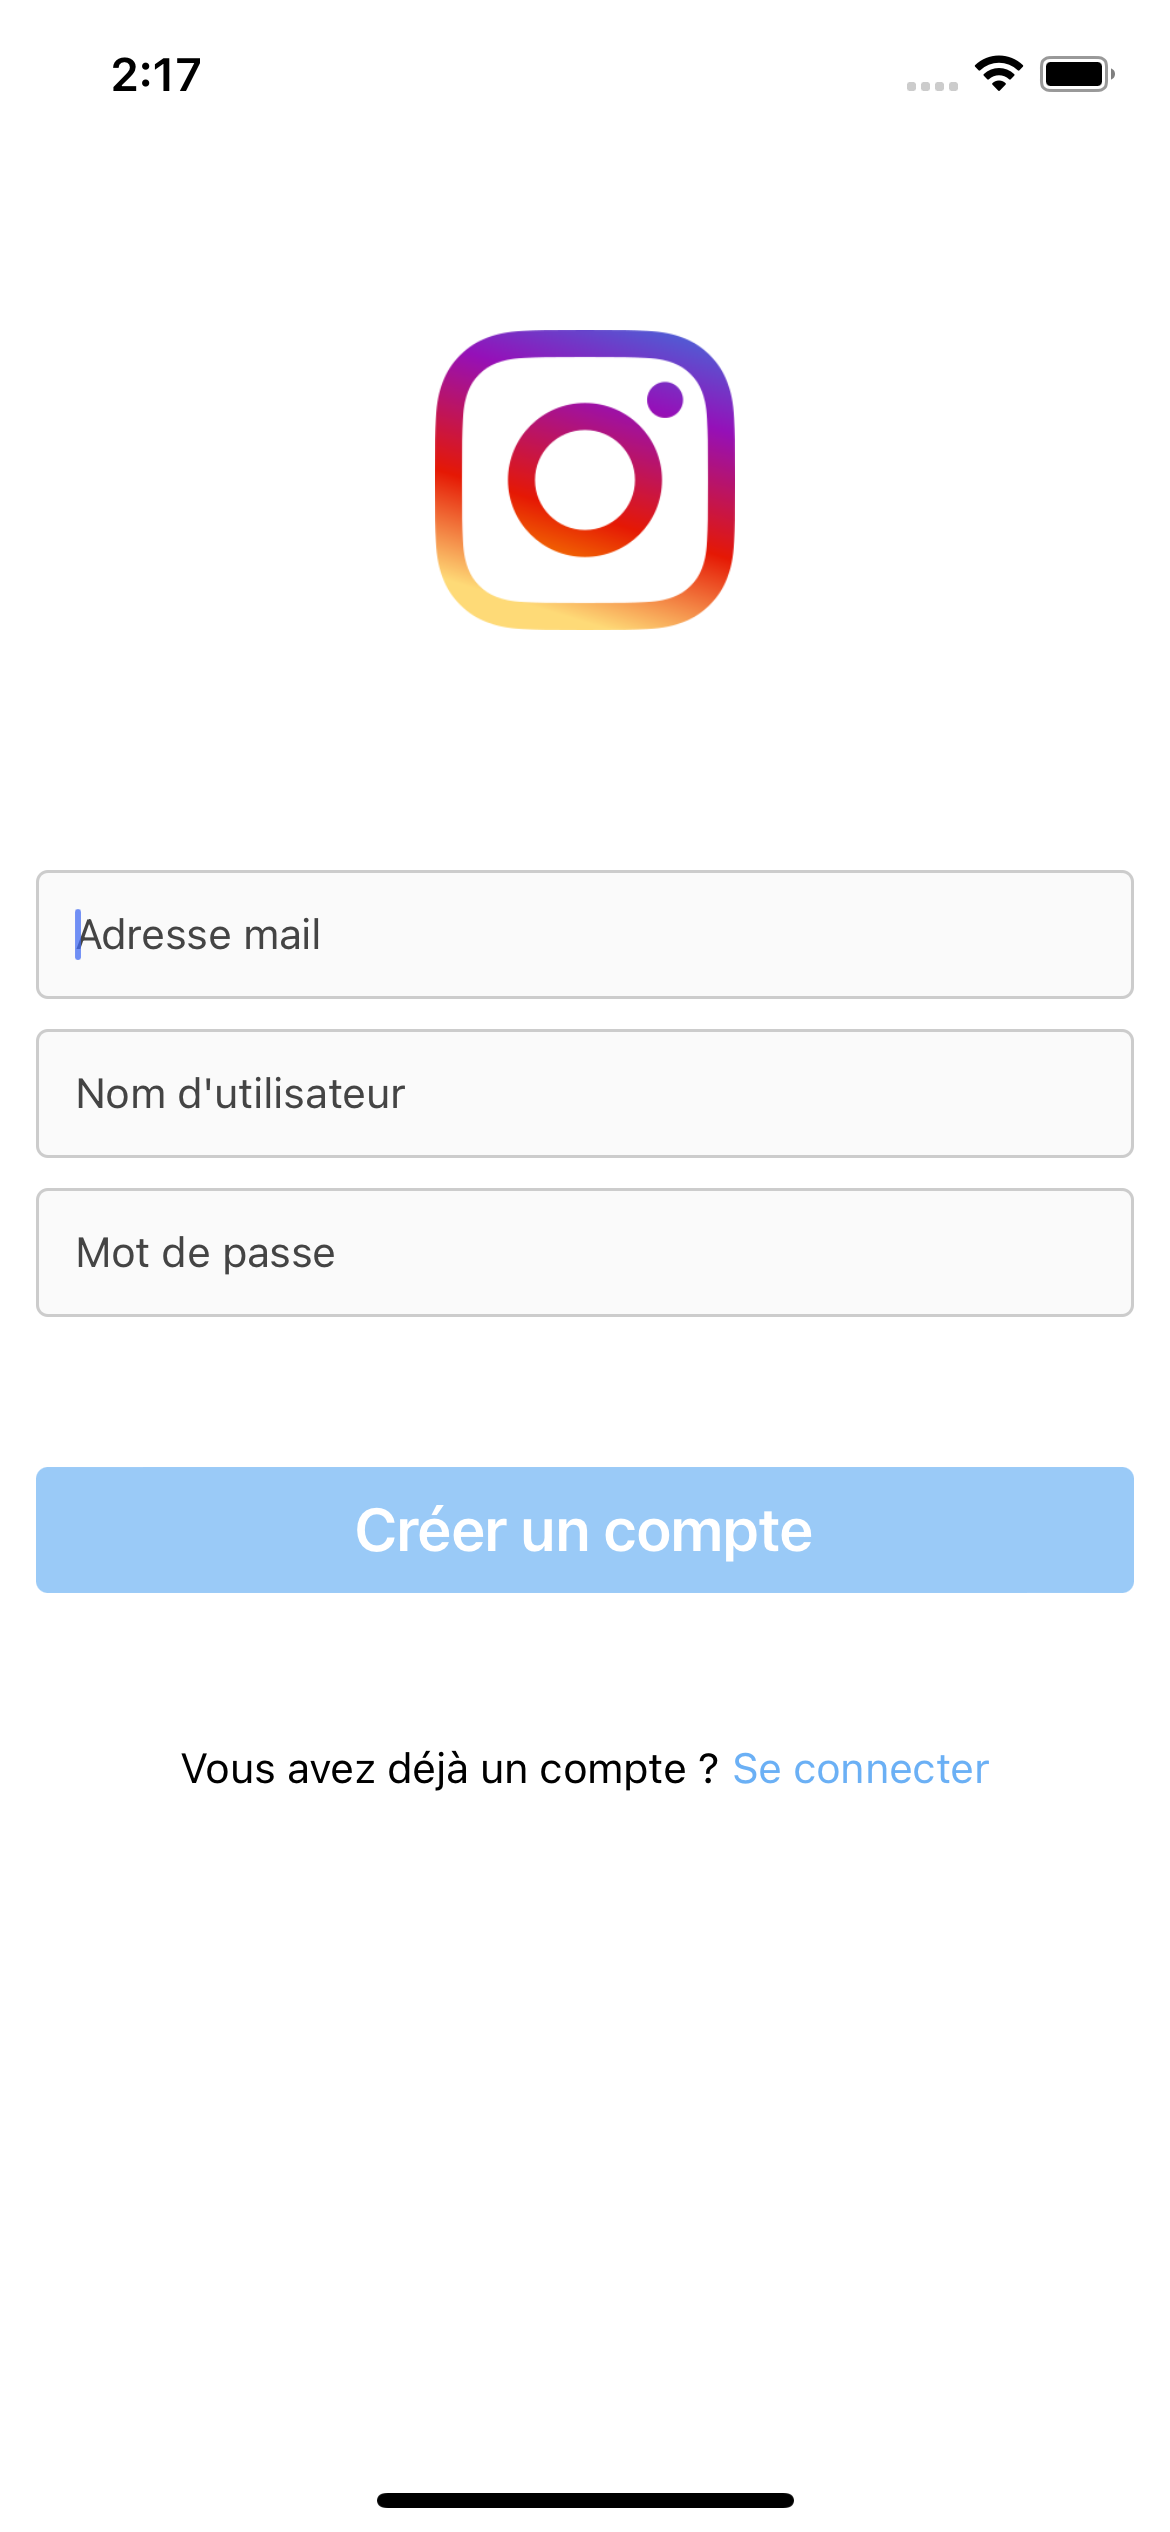 2:17
Adresse mail
Nom d'utilisateur
Mot de passe
Créer un compte
Vous avez déjà un compte ? Se connecter